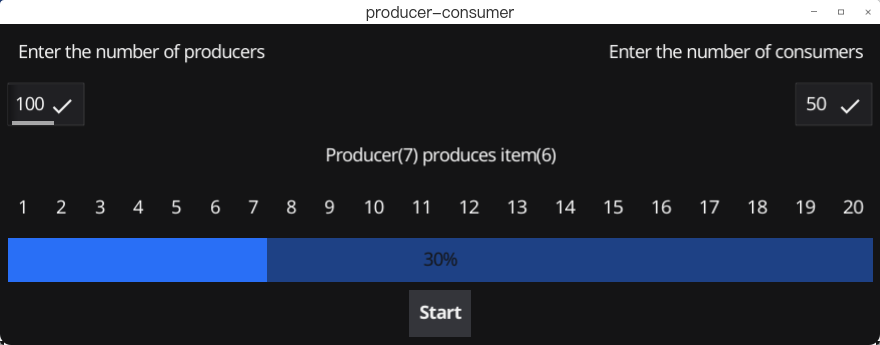 producer-consumer
Enter the number of producers
Enter the number of consumers
100
50
Producer(7) produces item(6)
1 2 3 4 5 6 7 8 9 10 11 12 13 14 15 16 17 18 19 20
30%
Start